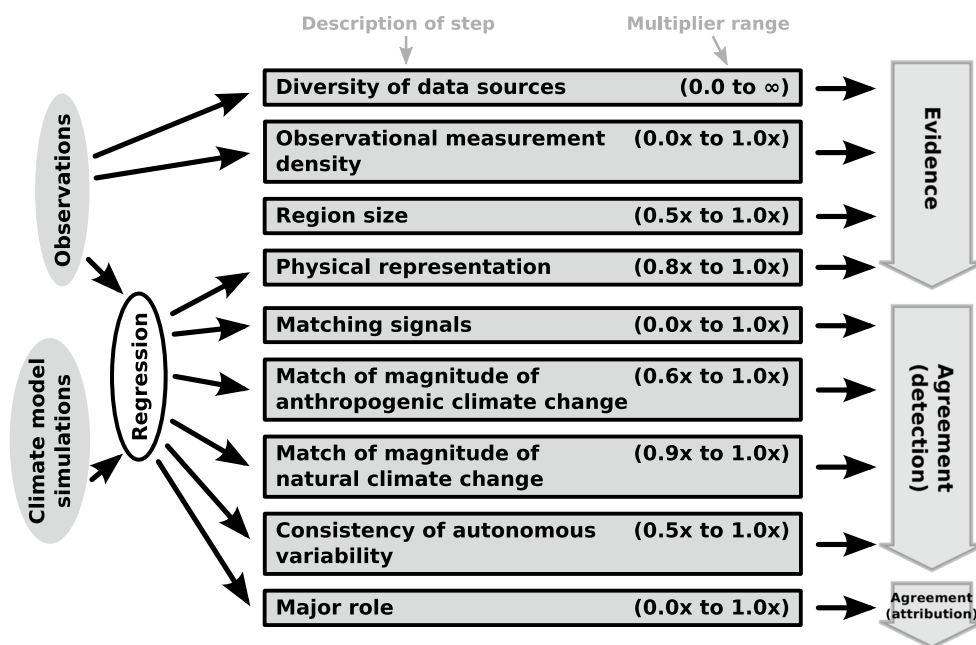 Description of step
Multiplier range
Observations
Climate model
simulations
Regression
Diversity of data sources (0.0 to ∞)
Observational measurement (0.0x to 1.0x)
density
Region size (0.5x to 1.0x)
Physical representation (0.8x to 1.0x)
Matching signals (0.0x to 1.0x)
Match of magnitude of (0.6x to 1.0x)
anthropogenic climate change
Match of magnitude of (0.9x to 1.0x)
natural climate change
Consistency of autonomous (0.5x to 1.0x)
variability
Major role (0.0x to 1.0x)
Evidence
Agreement
(detection)
Agreement
(attribution)